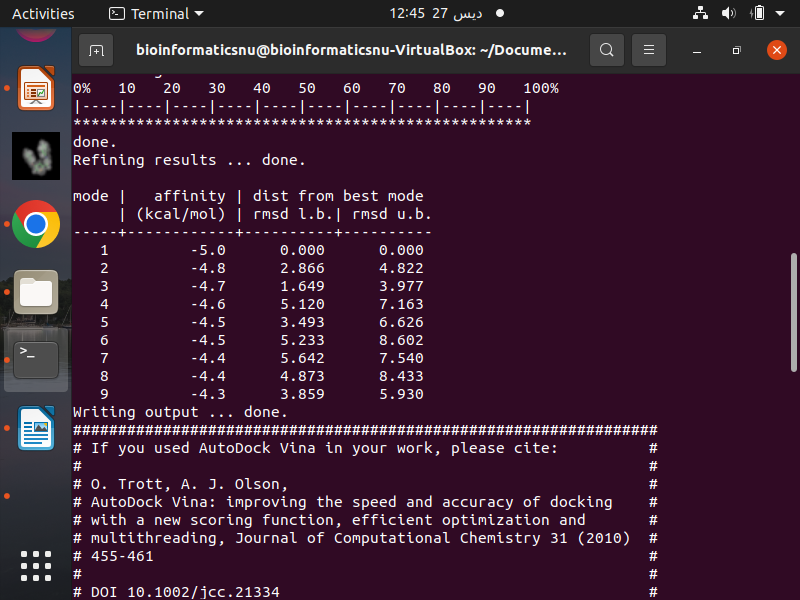 Activities Terminal 12:45 27 ديس
bioinformaticsnu@bioinformaticsnu-VirtualBox: ~/Docume...
0%   10   20   30   40   50   60   70   80   90   100%
|----|----|----|----|----|----|----|----|----|----|
***************************************************
done.
Refining results ... done.
mode |   affinity | dist from best mode
     | (kcal/mol) | rmsd l.b.| rmsd u.b.
-----+------------+----------+----------
   1         -5.0      0.000      0.000
   2         -4.8      2.866      4.822
   3         -4.7      1.649      3.977
   4         -4.6      5.120      7.163
   5         -4.5      3.493      6.626
   6         -4.5      5.233      8.602
   7         -4.4      5.642      7.540
   8         -4.4      4.873      8.433
   9         -4.3      3.859      5.930
Writing output ... done.
#################################################################
# If you used AutoDock Vina in your work, please cite:          #
#                                                               #
# O. Trott, A. J. Olson,                                        #
# AutoDock Vina: improving the speed and accuracy of docking    #
# with a new scoring function, efficient optimization and       #
# multithreading, Journal of Computational Chemistry 31 (2010)  #
# 455-461                                                       #
#                                                               #
# DOI 10.1002/jcc.21334                                         #